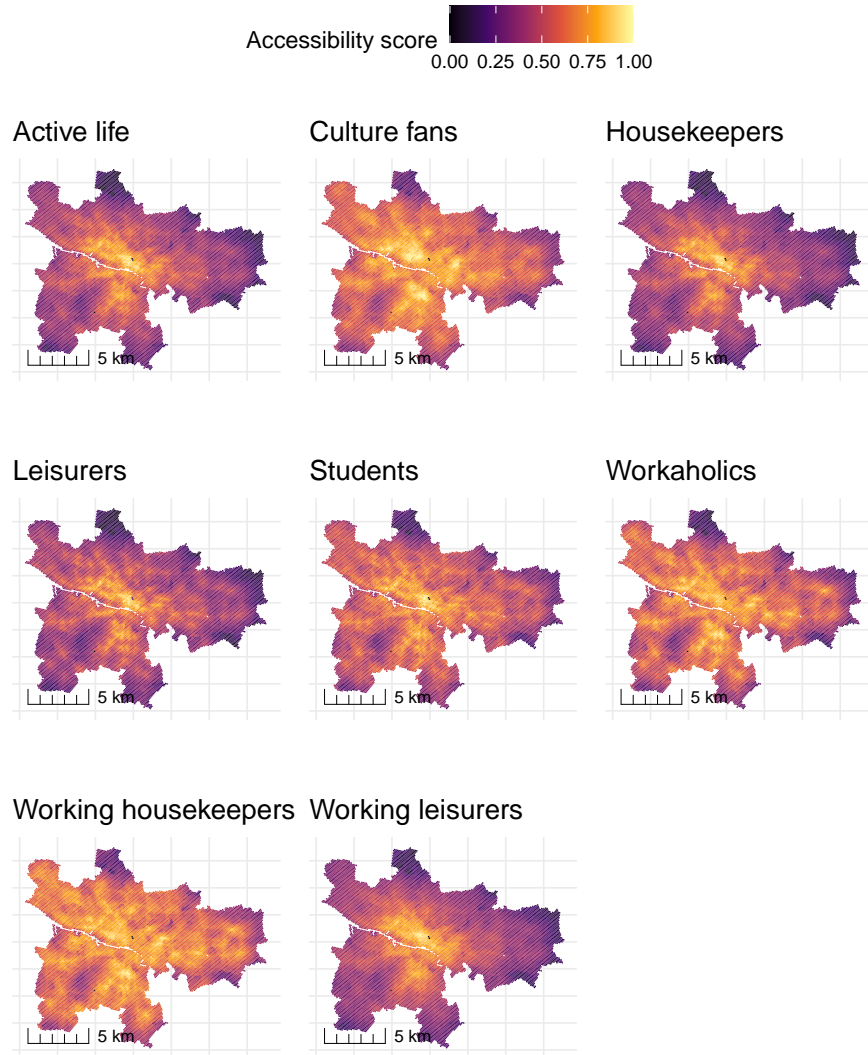 Accessibility score
0.00 0.25 0.50 0.75 1.00
Active life
Culture fans
Housekeepers
5 km
5 km
5 km
Leisurers
Students
Workaholics
5 km
5 km
5 km
Working housekeepers
Working leisurers
5 km
5 km